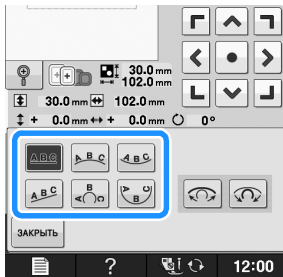 30.0 mm
102.0 mm
30.0 mm 102.0 mm
+ 0.0 mm + 0.0 mm 0°
ABC ABC ABC
ABC ABC ABC
ЗАКРЫТЬ
? 12:00